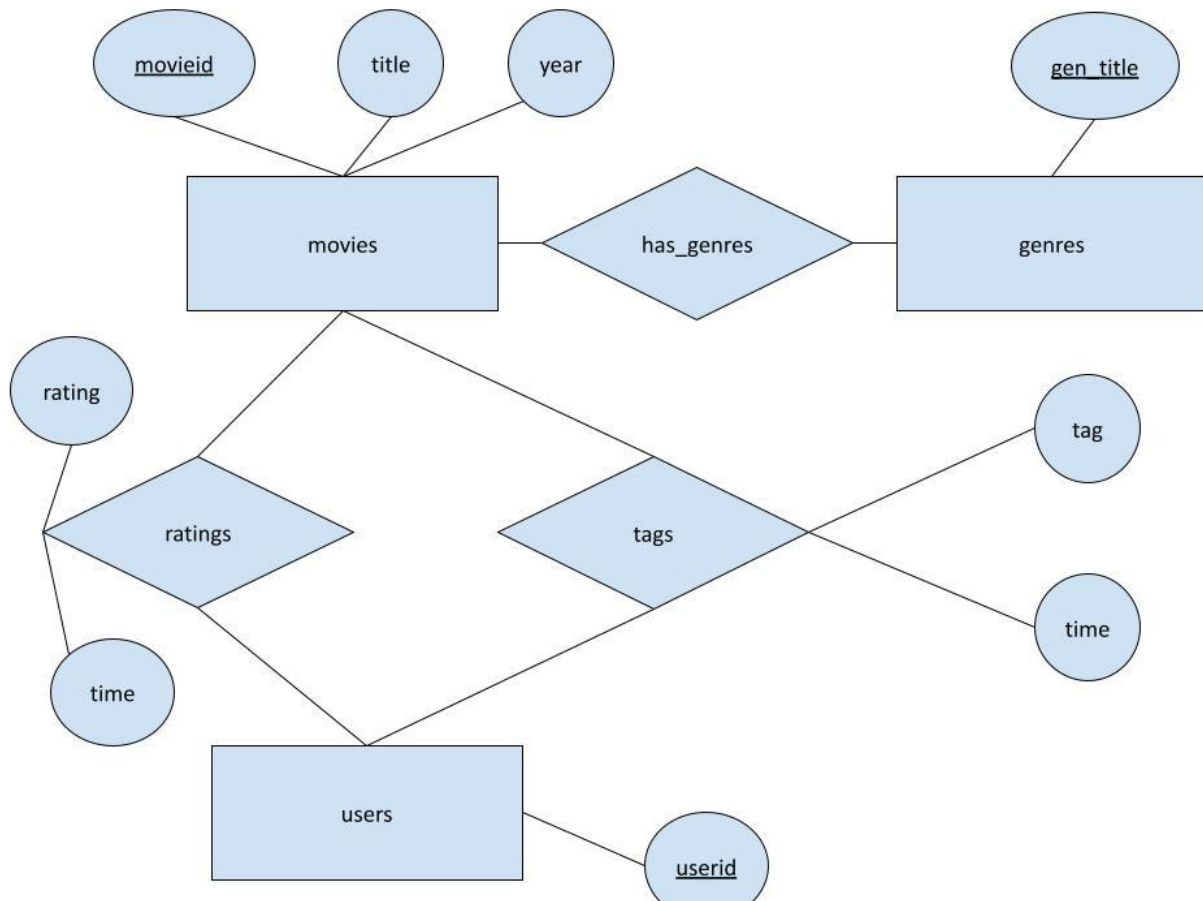 movieid
title
year
gen_title
movies
has_genres
genres
rating
tag
ratings
tags
time
time
users
userid